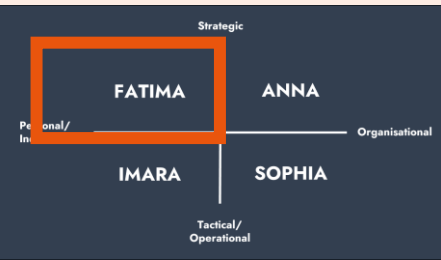 Strategic
FATIMA ANNA
Organisational
IMARA SOPHIA
Tactical/
Operational